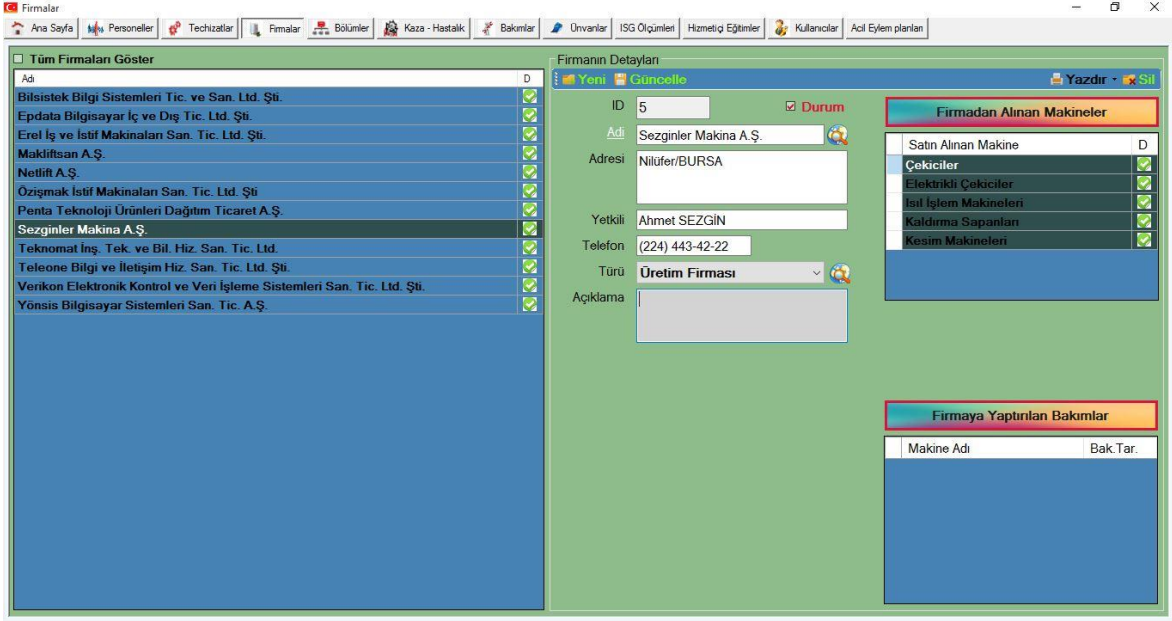 Firmalar
Ana Sayfa Personeller Techizatlar Firmalar Bölümler Kaza - Hastalık Bakımlar Ünvanlar ISG Ölçümleri Hizmetiçi Eğitimler Kullanıcılar Acil Eylem planları
Tüm Firmaları Göster
Adı D
Bilsistek Bilgi Sistemleri Tic. ve San. Ltd. Şti.
Epdata Bilgisayar İç ve Dış Tic. Ltd. Şti.
Erel İş ve İstif Makinaları San. Tic. Ltd. Şti.
Makliftsan A.Ş.
Netlift A.Ş.
Özişmak İstif Makinaları San. Tic. Ltd. Şti
Penta Teknoloji Ürünleri Dağıtım Ticaret A.Ş.
Sezginler Makina A.Ş.
Teknomat İnş. Tek. ve Bil. Hiz. San. Tic. Ltd.
Teleone Bilgi ve İletişim Hiz. San. Tic. Ltd. Şti.
Verikon Elektronik Kontrol ve Veri İşleme Sistemleri San. Tic. Ltd. Şti.
Yönsis Bilgisayar Sistemleri San. Tic. A.Ş.
Firmanın Detayları
Yeni Güncelle Yazdır Sil
ID 5 Durum
Adi Sezginler Makina A.Ş.
Adresi Nilüfer/BURSA
Yetkili Ahmet SEZGİN
Telefon (224) 443-42-22
Türü Üretim Firması
Açıklama
Firmadan Alınan Makineler
Satın Alınan Makine D
Çekiciler
Elektrikli Çekiciler
Isıl İşlem Makineleri
Kaldırma Sapanları
Kesim Makineleri
Firmaya Yaptırılan Bakımlar
Makine Adı Bak.Tar.